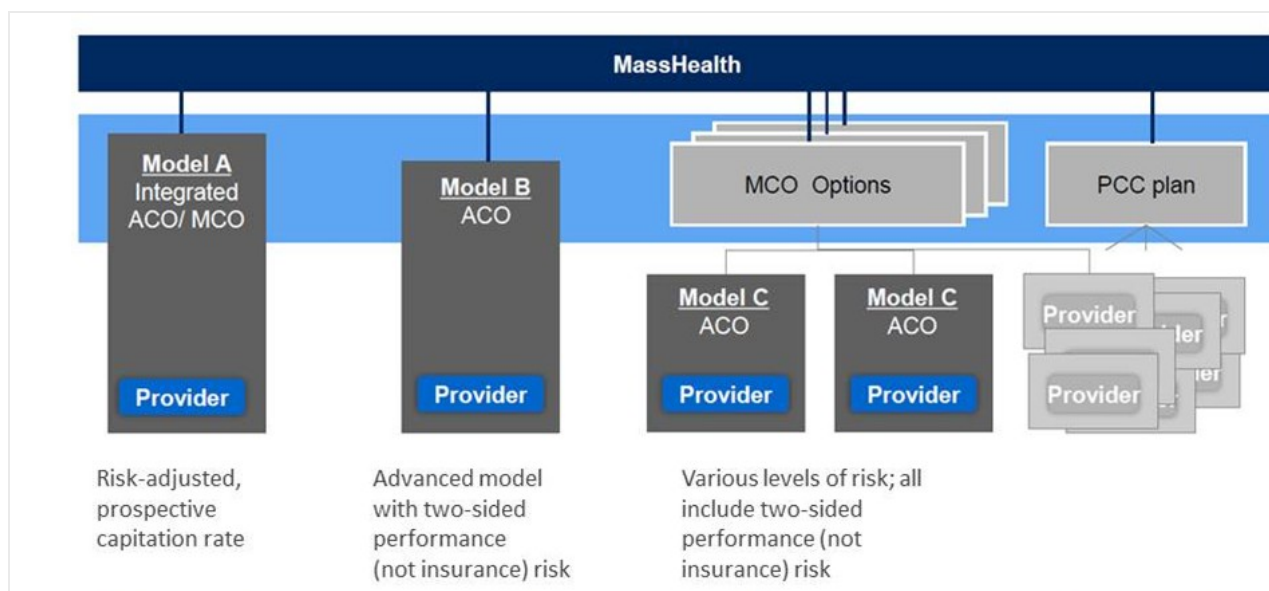 MassHealth
Model A
Integrated
ACO/ MCO
Provider
Model B
ACO
Provider
MCO Options
PCC plan
Model C
ACO
Provider
Model C
ACO
Provider
Provider
Provider
Risk-adjusted,
prospective
capitation rate
Advanced model
with two-sided
performance
(not insurance) risk
Various levels of risk; all
include two-sided
performance (not
insurance) risk